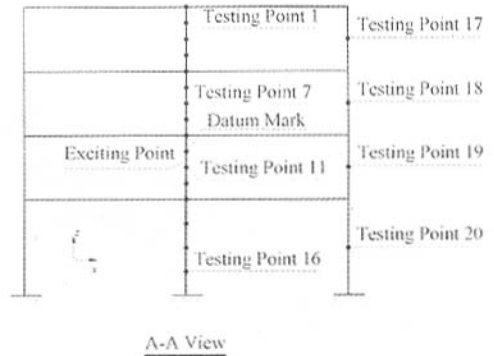 Testing Point 1
Testing Point 17
Testing Point 7
Testing Point 18
Datum Mark
Exciting Point
Testing Point 11
Testing Point 19
z
x
Testing Point 16
Testing Point 20
A-A View